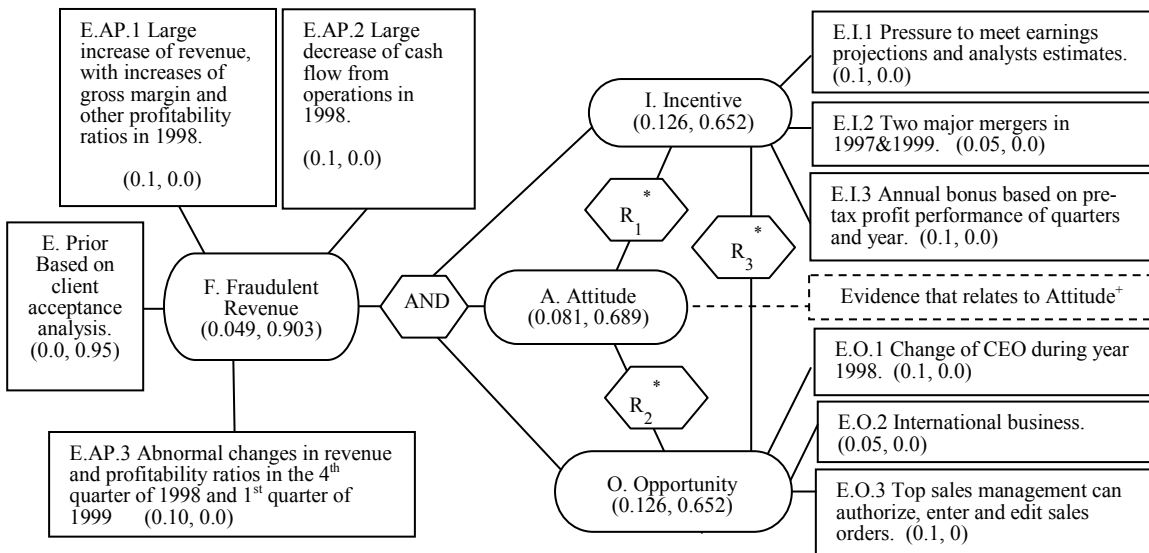 E.AP.1 Large
increase of revenue,
with increases of
gross margin and
other profitability
ratios in 1998.
(0.1, 0.0)
E.AP.2 Large
decrease of cash
flow from
operations in
1998.
(0.1, 0.0)
E. Prior
Based on
client
acceptance
analysis.
(0.0, 0.95)
F. Fraudulent
Revenue
(0.049, 0.903)
E.AP.3 Abnormal changes in revenue
and profitability ratios in the 4th
quarter of 1998 and 1st quarter of
1999 (0.10, 0.0)
AND
I. Incentive
(0.126, 0.652)
R1*
R3*
A. Attitude
(0.081, 0.689)
R2*
O. Opportunity
(0.126, 0.652)
E.I.1 Pressure to meet earnings
projections and analysts estimates.
(0.1, 0.0)
E.I.2 Two major mergers in
1997&1999. (0.05, 0.0)
E.I.3 Annual bonus based on pre-
tax profit performance of quarters
and year. (0.1, 0.0)
Evidence that relates to Attitude+
E.O.1 Change of CEO during year
1998. (0.1, 0.0)
E.O.2 International business.
(0.05, 0.0)
E.O.3 Top sales management can
authorize, enter and edit sales
orders. (0.1, 0)